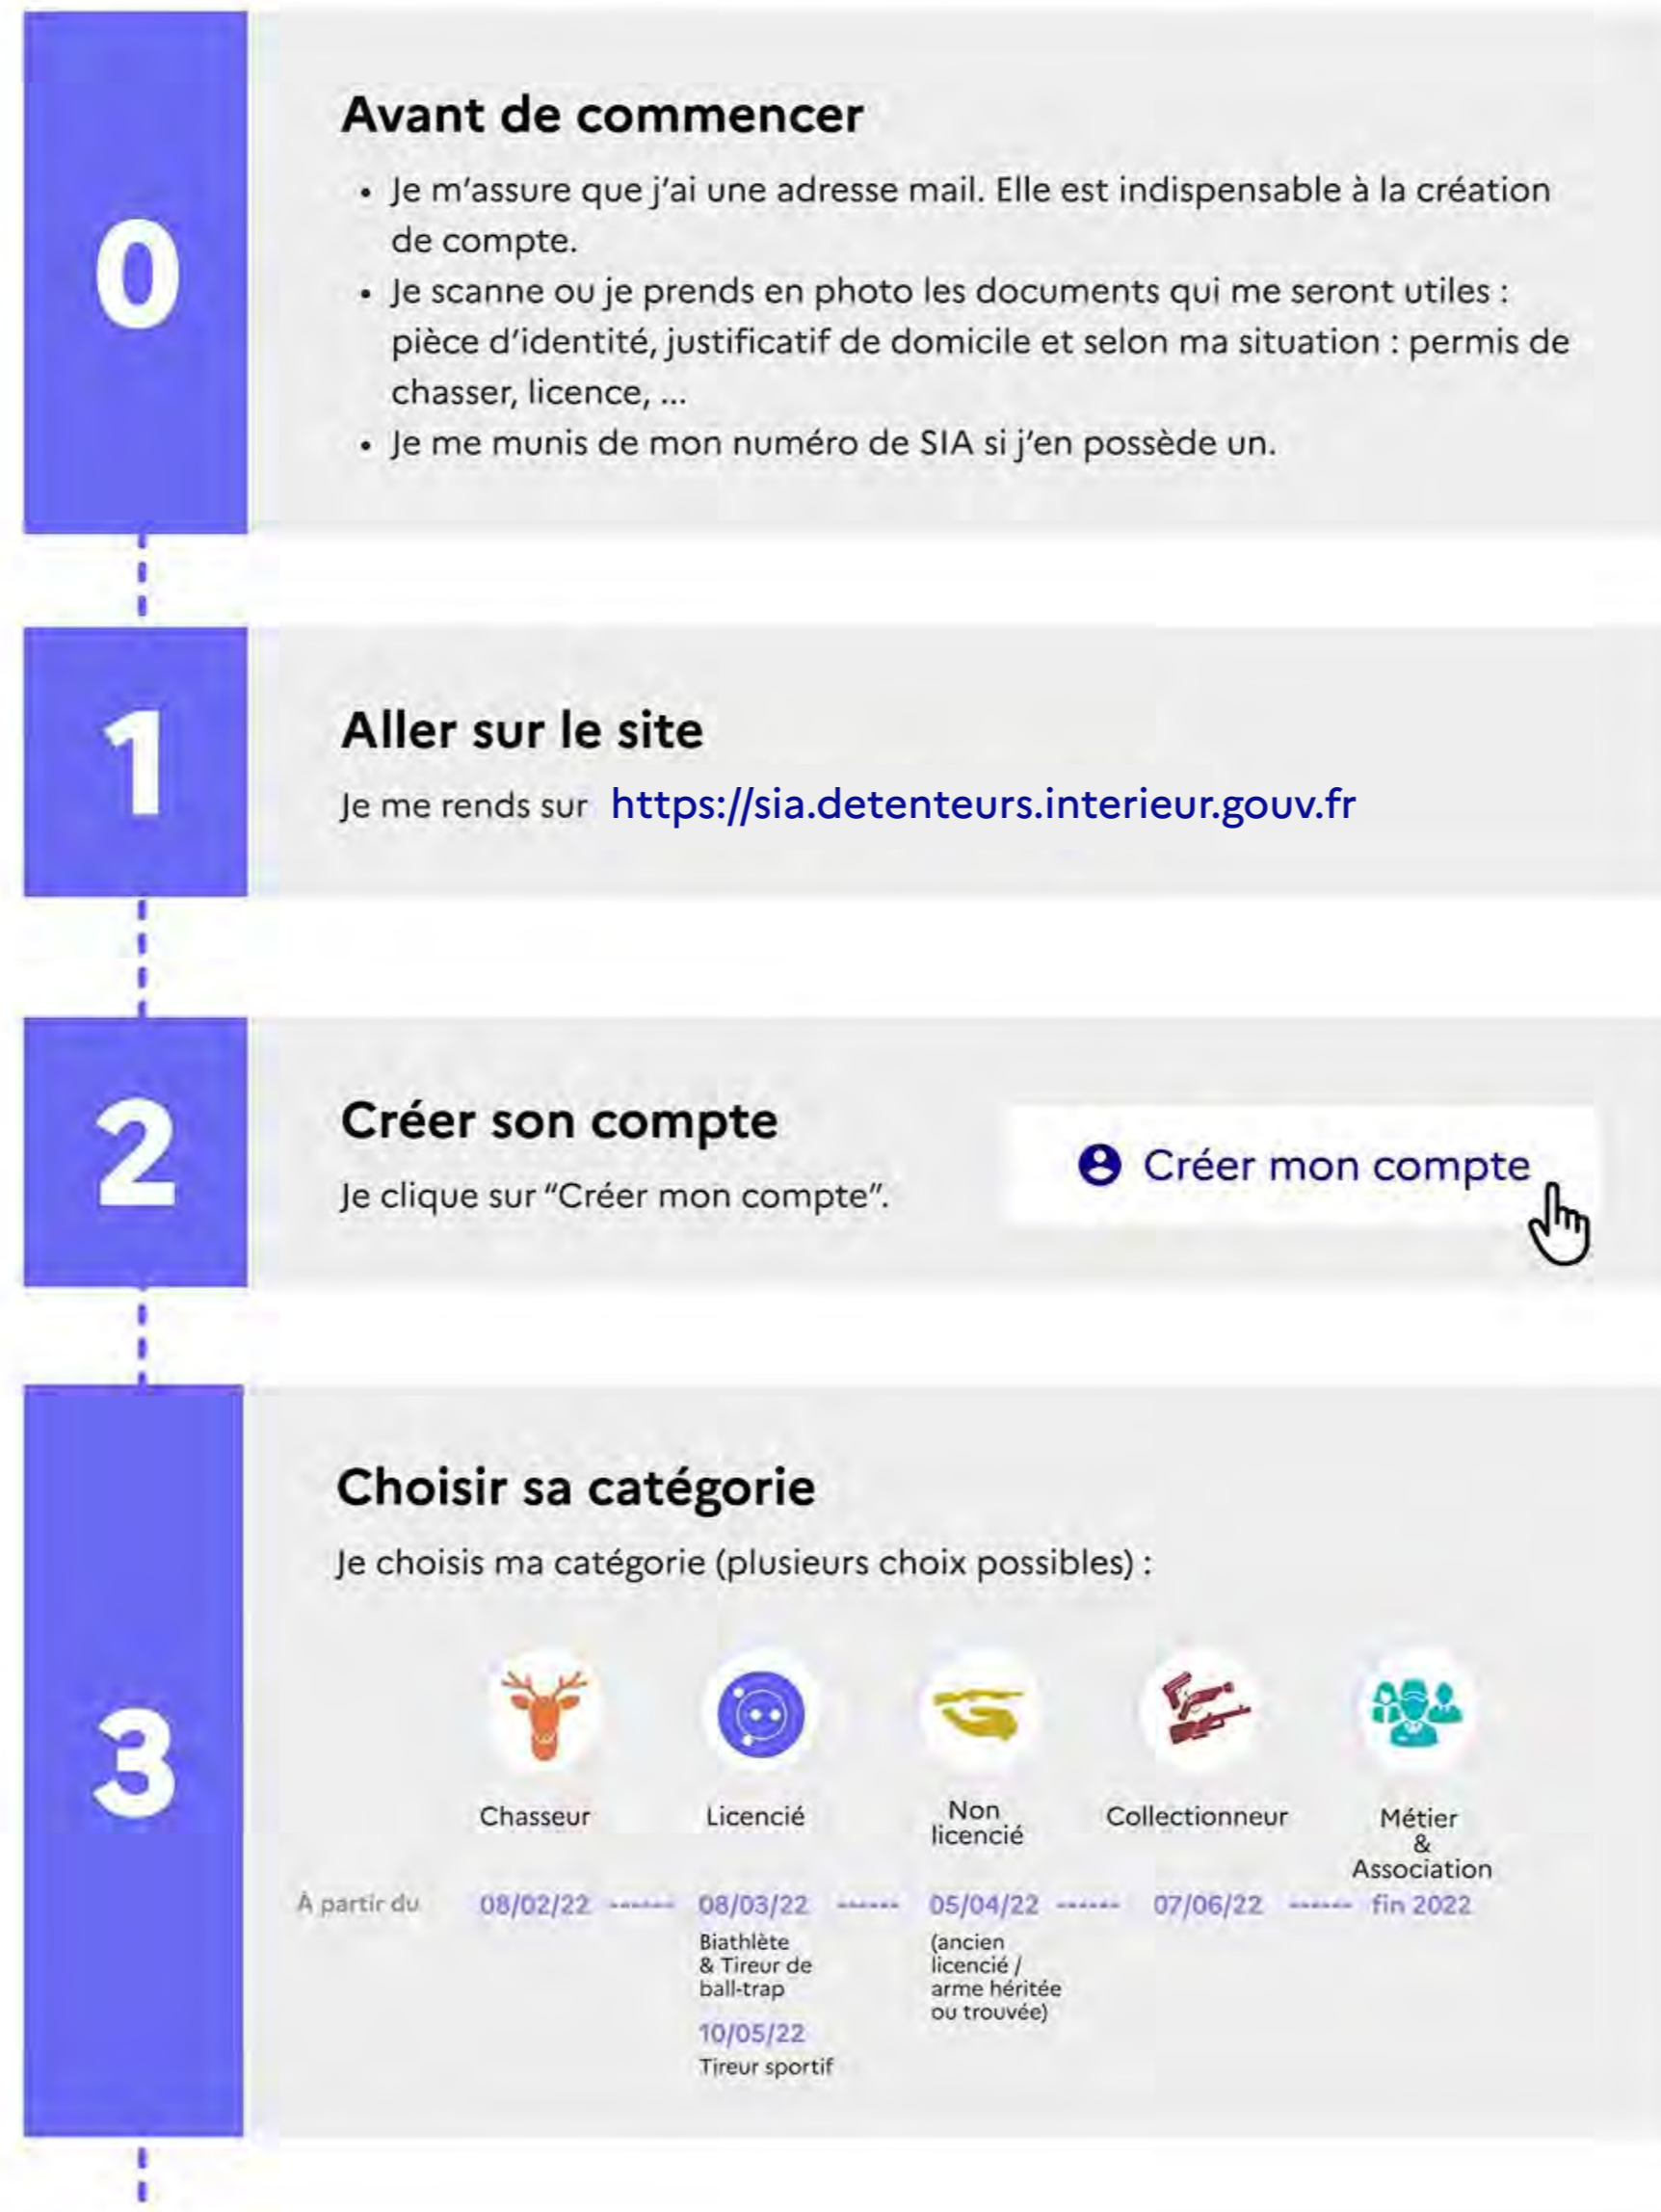 0
Avant de commencer
• Je m'assure que j'ai une adresse mail. Elle est indispensable à la création
de compte.
• Je scanne ou je prends en photo les documents qui me seront utiles :
pièce d'identité, justificatif de domicile et selon ma situation : permis de
chasser, licence, ...
• Je me munis de mon numéro de SIA si j'en possède un.
1
Aller sur le site
Je me rends sur https://sia.detenteurs.interieur.gouv.fr
2
Créer son compte
Je clique sur "Créer mon compte".
Créer mon compte
3
Choisir sa catégorie
Je choisis ma catégorie (plusieurs choix possibles) :
Chasseur
Licencié
Non
licencié
Collectionneur
Métier
&
Association
À partir du 08/02/22 ------ 08/03/22 ------ 05/04/22 ------ 07/06/22 ------ fin 2022
Biathlète
& Tireur de
ball-trap
10/05/22
Tireur sportif
(ancien
licencié /
arme héritée
ou trouvée)